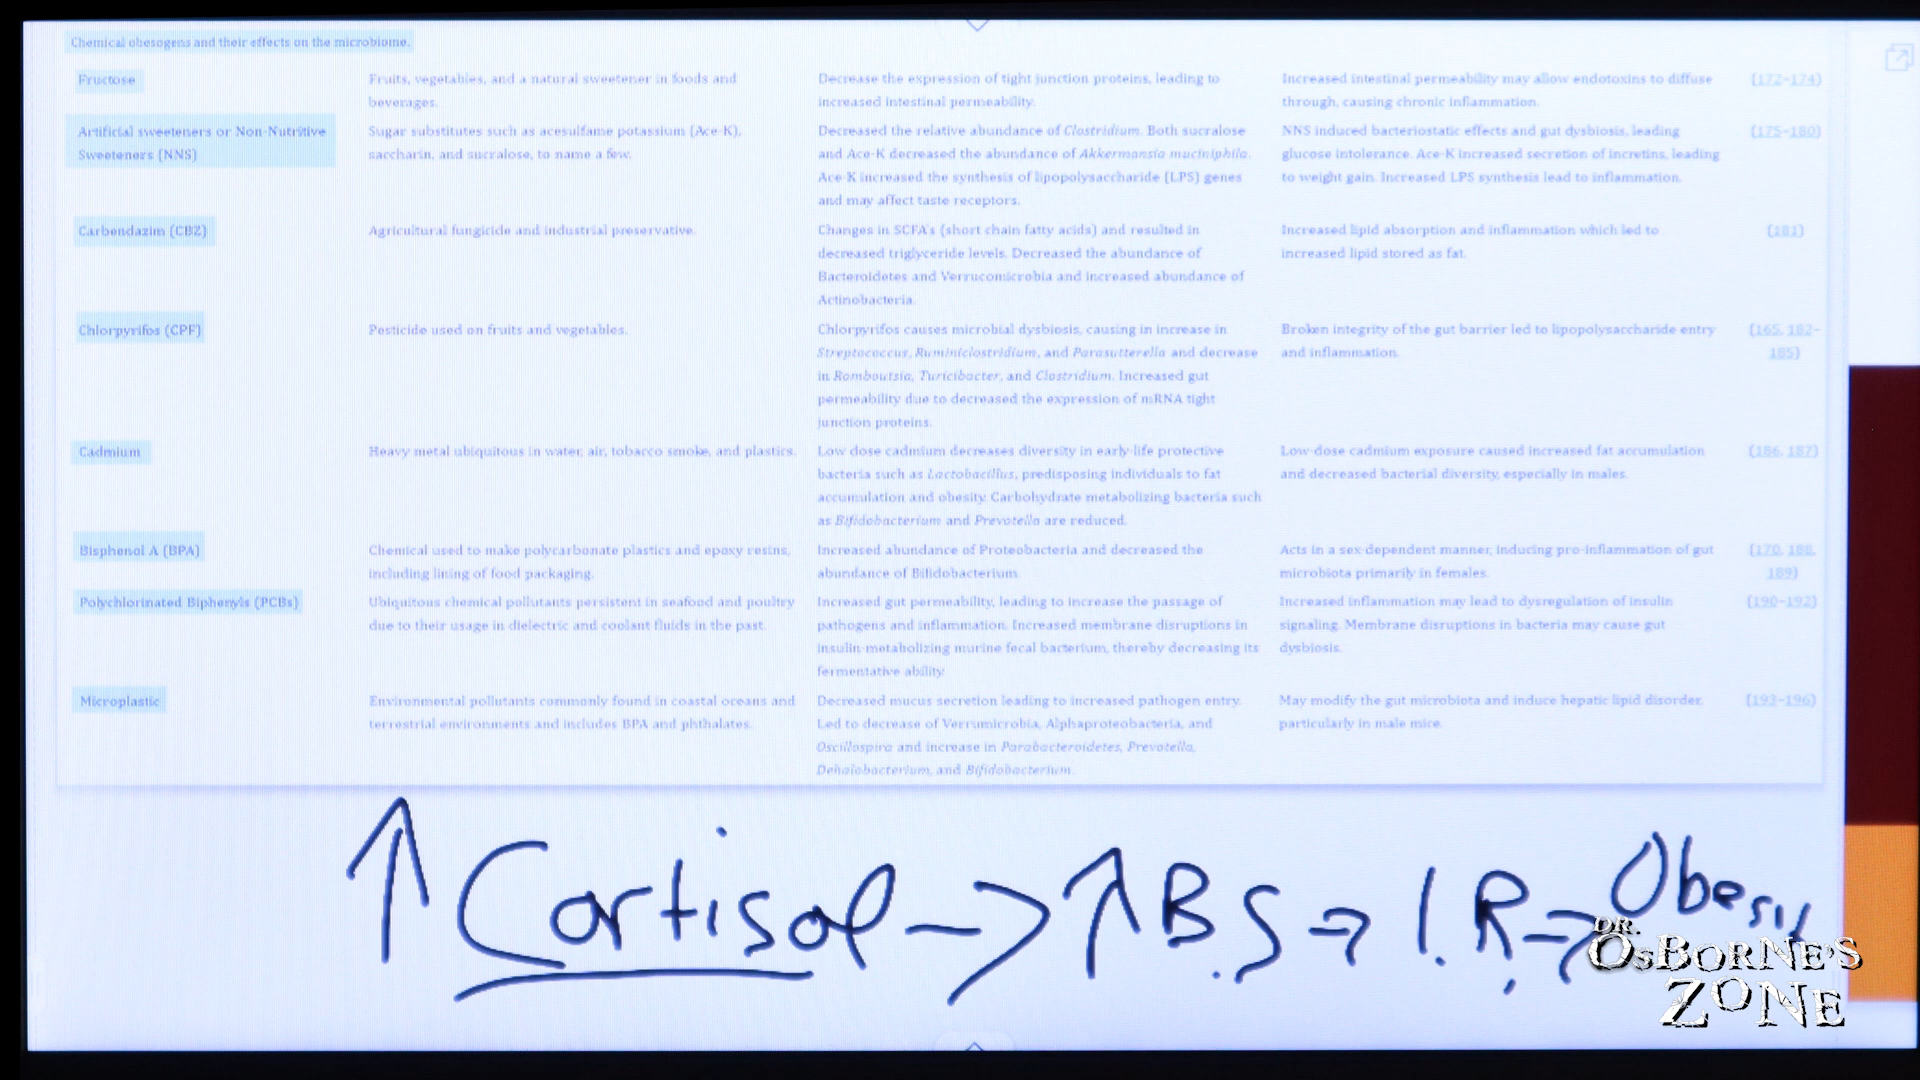 Chemical obesogens and their effects on the microbiome.
Fructose
Fruits, vegetables, and a natural sweetener in foods and
beverages.
Decrease the expression of tight junction proteins, leading to
increased intestinal permeability.
Increased intestinal permeability may allow endotoxins to diffuse
through, causing chronic inflammation.
(172–174)
Artificial sweeteners or Non-Nutritive
Sweeteners (NNS)
Sugar substitutes such as acesulfame potassium (Ace-K),
saccharin, and sucralose, to name a few.
Decreased the relative abundance of Clostridium. Both sucralose
and Ace-K decreased the abundance of Akkermansia muciniphila.
Ace-K increased the synthesis of lipopolysaccharide (LPS) genes
and may affect taste receptors.
NNS induced bacteriostatic effects and gut dysbiosis, leading
glucose intolerance. Ace-K increased secretion of incretins, leading
to weight gain. Increased LPS synthesis lead to inflammation.
(175–180)
Carbendazim (CBZ)
Agricultural fungicide and industrial preservative.
Changes in SCFA's (short chain fatty acids) and resulted in
decreased triglyceride levels. Decreased the abundance of
Bacteroidetes and Verrucomicrobia and increased abundance of
Actinobacteria.
Increased lipid absorption and inflammation which led to
increased lipid stored as fat.
(181)
Chlorpyrifos (CPF)
Pesticide used on fruits and vegetables.
Chlorpyrifos causes microbial dysbiosis, causing in increase in
Streptococcus, Ruminiclostridium, and Parasutterella and decrease
in Romboutsia, Turicibacter, and Clostridium. Increased gut
permeability due to decreased the expression of mRNA tight
junction proteins.
Broken integrity of the gut barrier led to lipopolysaccharide entry
and inflammation.
(165, 182–
185)
Cadmium
Heavy metal ubiquitous in water, air, tobacco smoke, and plastics.
Low dose cadmium decreases diversity in early-life protective
bacteria such as Lactobacillus, predisposing individuals to fat
accumulation and obesity. Carbohydrate metabolizing bacteria such
as Bifidobacterium and Prevotella are reduced.
Low-dose cadmium exposure caused increased fat accumulation
and decreased bacterial diversity, especially in males.
(186, 187)
Bisphenol A (BPA)
Chemical used to make polycarbonate plastics and epoxy resins,
including lining of food packaging.
Increased abundance of Proteobacteria and decreased the
abundance of Bifidobacterium.
Acts in a sex-dependent manner, inducing pro-inflammation of gut
microbiota primarily in females.
(170, 188,
189)
Polychlorinated Biphenyls (PCBs)
Ubiquitous chemical pollutants persistent in seafood and poultry
due to their usage in dielectric and coolant fluids in the past.
Increased gut permeability, leading to increase the passage of
pathogens and inflammation. Increased membrane disruptions in
insulin-metabolizing murine fecal bacterium, thereby decreasing its
fermentative ability.
Increased inflammation may lead to dysregulation of insulin
signaling. Membrane disruptions in bacteria may cause gut
dysbiosis.
(190–192)
Microplastic
Environmental pollutants commonly found in coastal oceans and
terrestrial environments and includes BPA and phthalates.
Decreased mucus secretion leading to increased pathogen entry.
Led to decrease of Verrumicrobia, Alphaproteobacteria, and
Oscillospira and increase in Parabacteroidetes, Prevotella,
Dehalobacterium, and Bifidobacterium.
May modify the gut microbiota and induce hepatic lipid disorder,
particularly in male mice.
(193–196)
↑ Cortisol → ↑ B.S → I.R. → Obesit
DR.
OSBORNE'S
ZONE